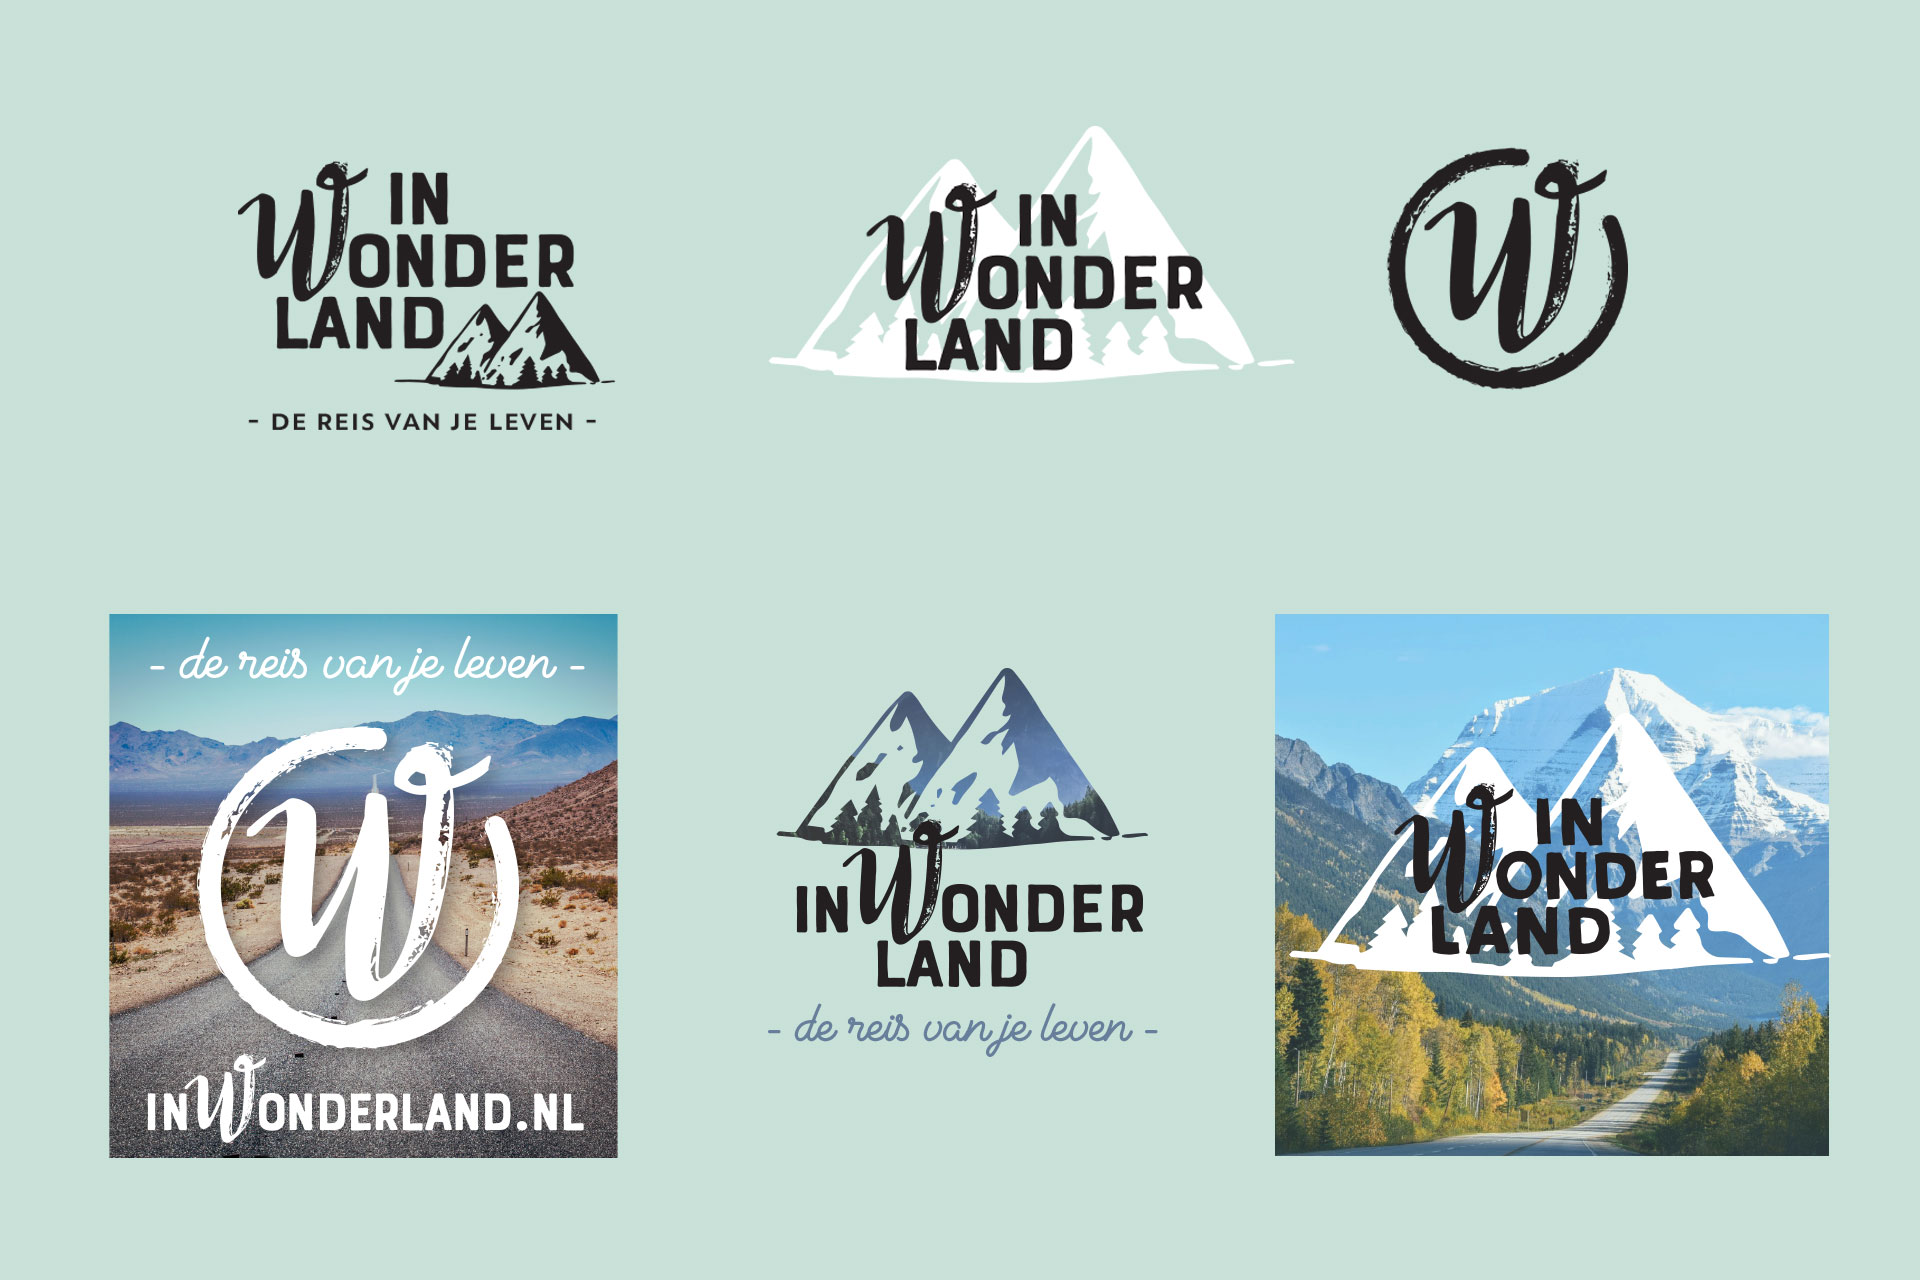 IN
WONDER
LAND
- DE REIS VAN JE LEVEN -
IN
WONDER
LAND
W
- de reis van je leven -
W
INWONDERLAND.NL
INWONDER
LAND
- de reis van je leven -
IN
WONDER
LAND